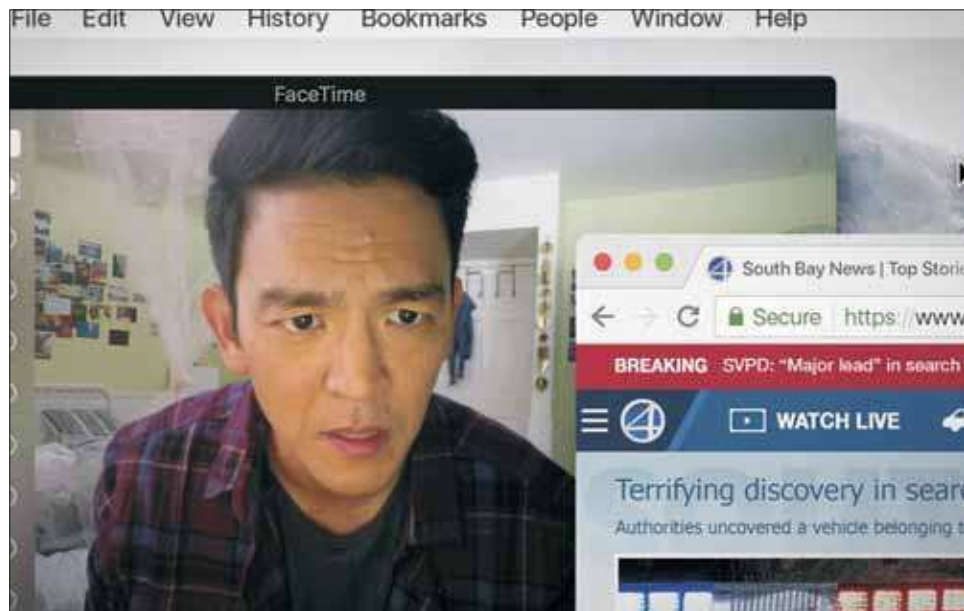 File Edit View History Bookmarks People Window Help
FaceTime
South Bay News | Top Storie
Secure https://www
BREAKING SVPD: "Major lead" in search
4 WATCH LIVE
Terrifying discovery in sear
Authorities uncovered a vehicle belonging t